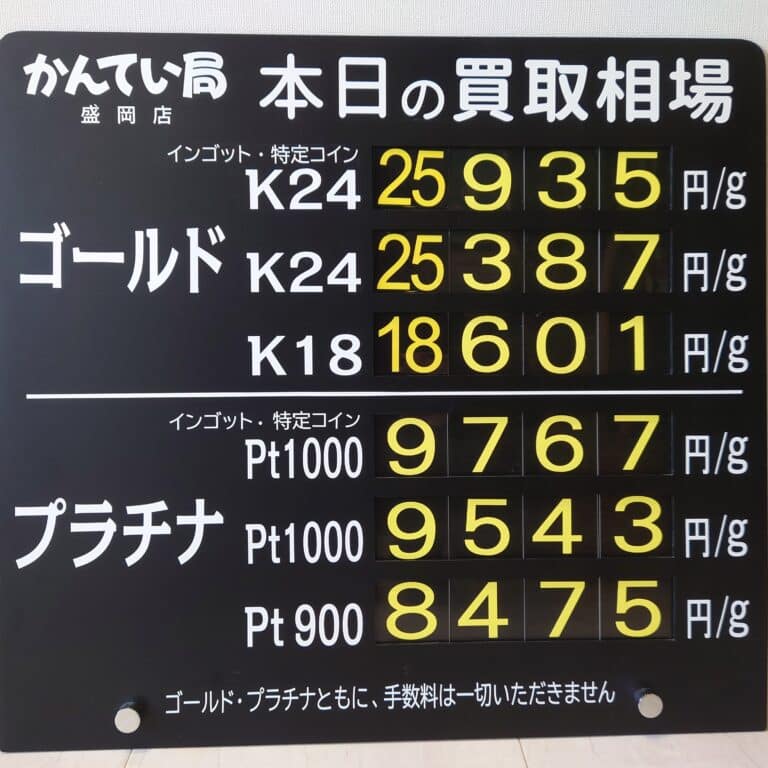 かんてい局 本日の買取相場
盛岡店
インゴット・特定コイン
K24 25935 円/g
ゴールド K24 25387 円/g
K18 18601 円/g
インゴット・特定コイン
Pt1000 9767 円/g
プラチナ Pt1000 9543 円/g
Pt900 8475 円/g
ゴールド・プラチナともに、手数料は一切いただきません